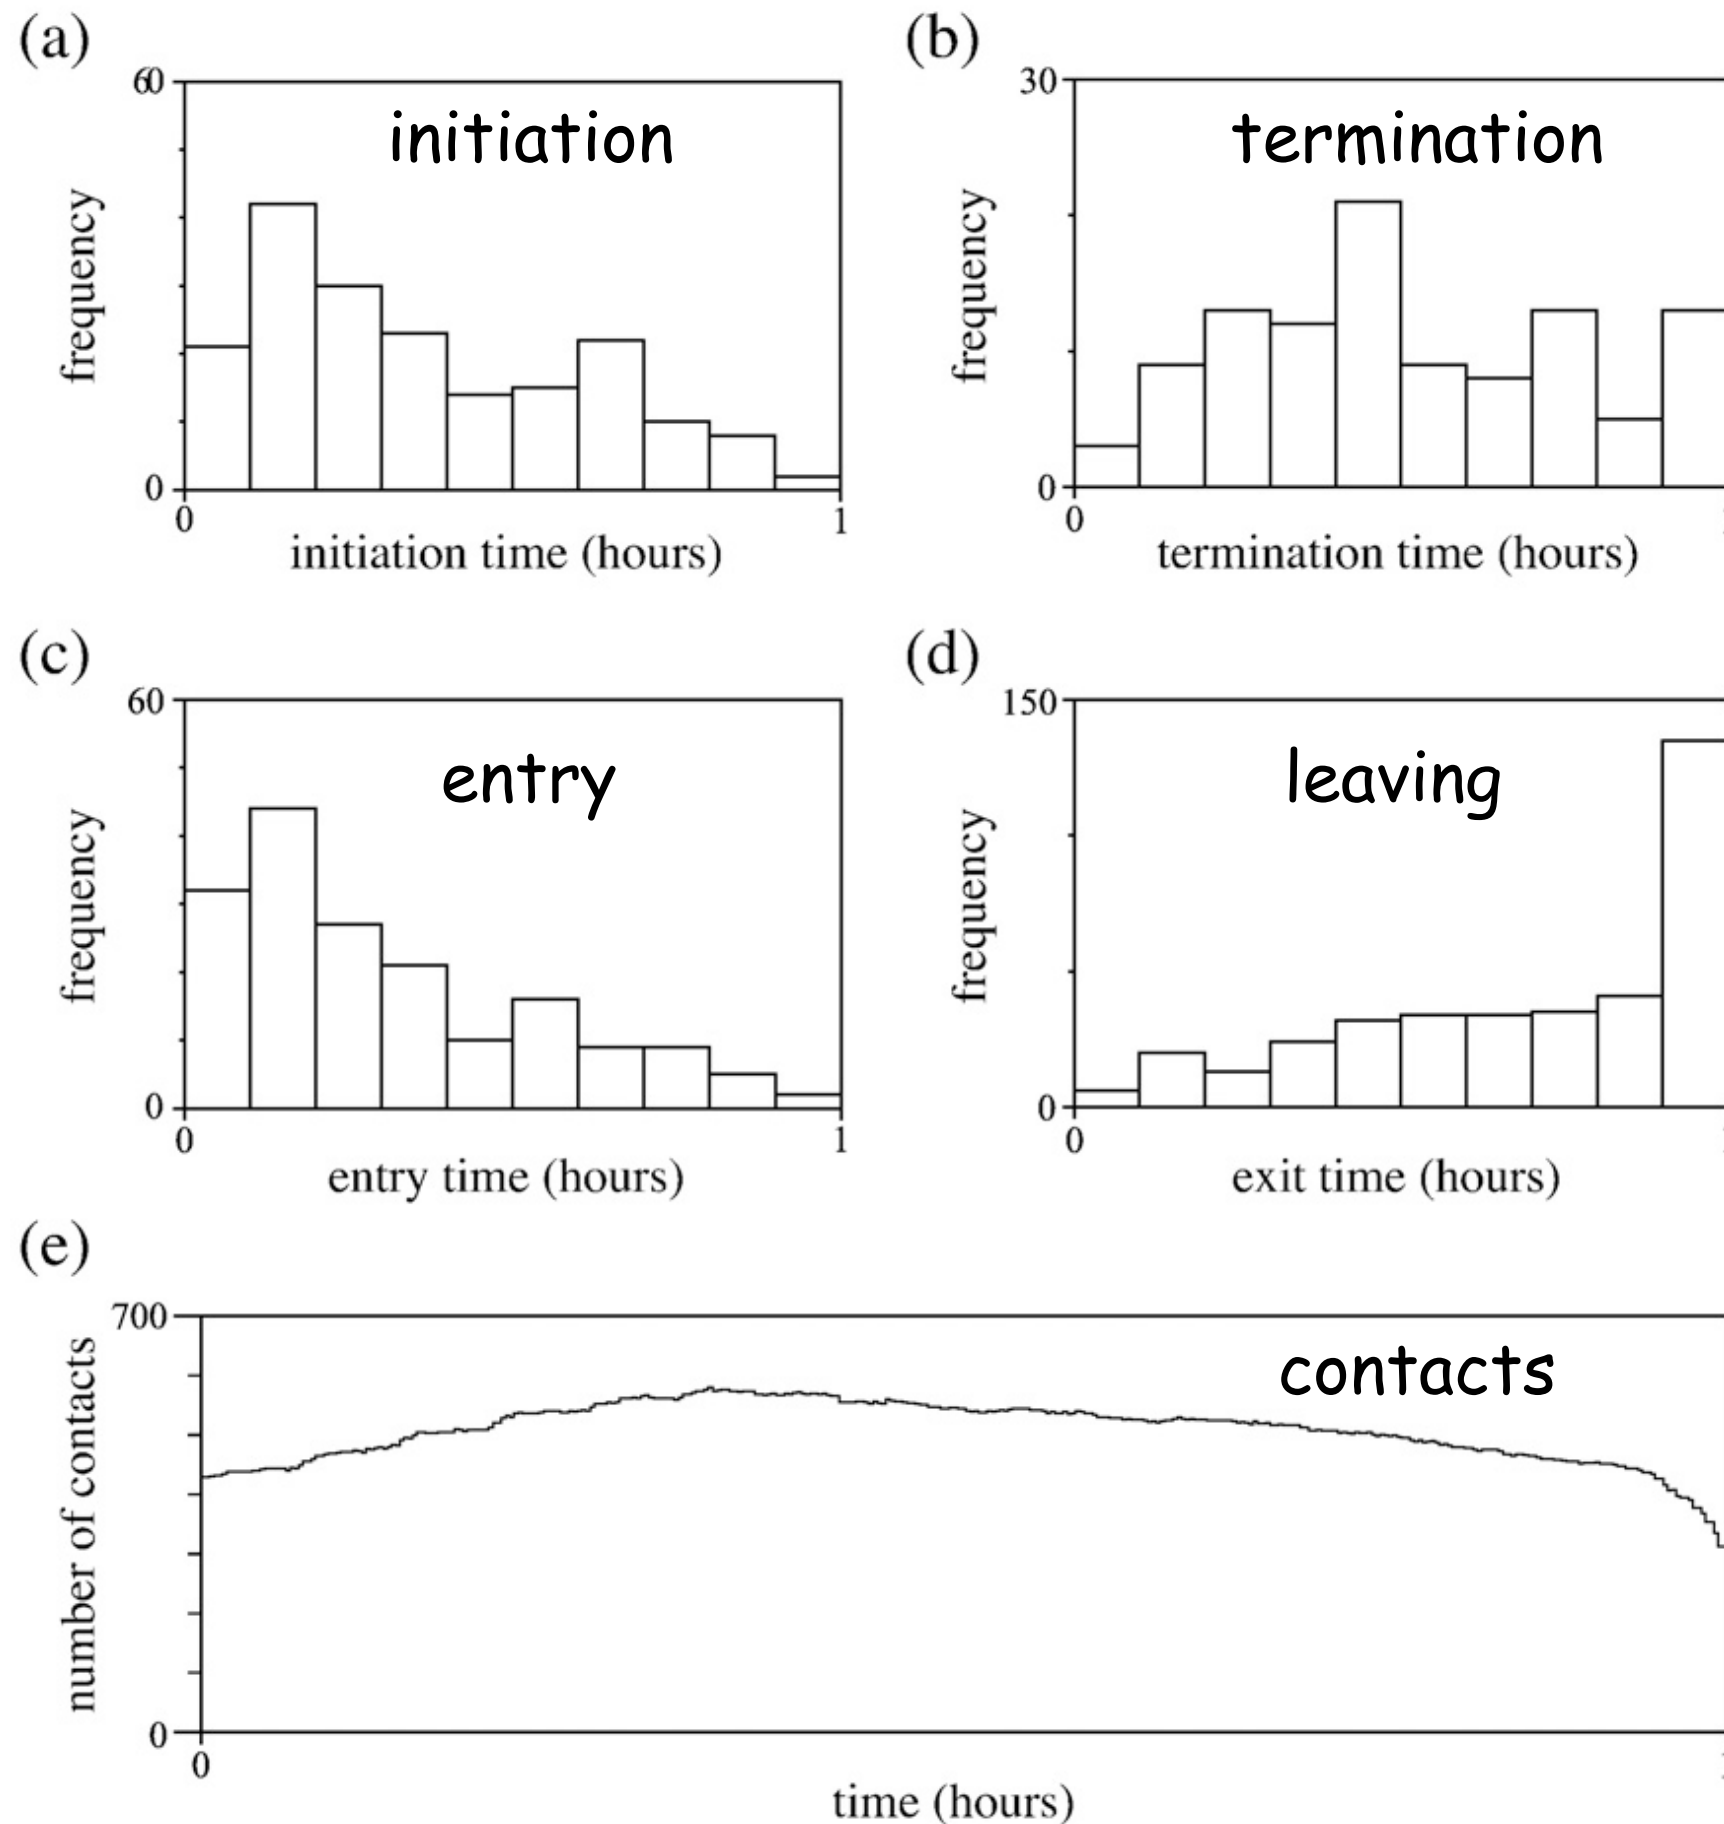 (a)
60
initiation
frequency
0
0
1
initiation time (hours)
(b)
30
termination
frequency
0
0
termination time (hours)
(c)
60
entry
frequency
0
0
1
entry time (hours)
(d)
150
leaving
frequency
0
0
exit time (hours)
(e)
700
contacts
number of contacts
0
0
time (hours)